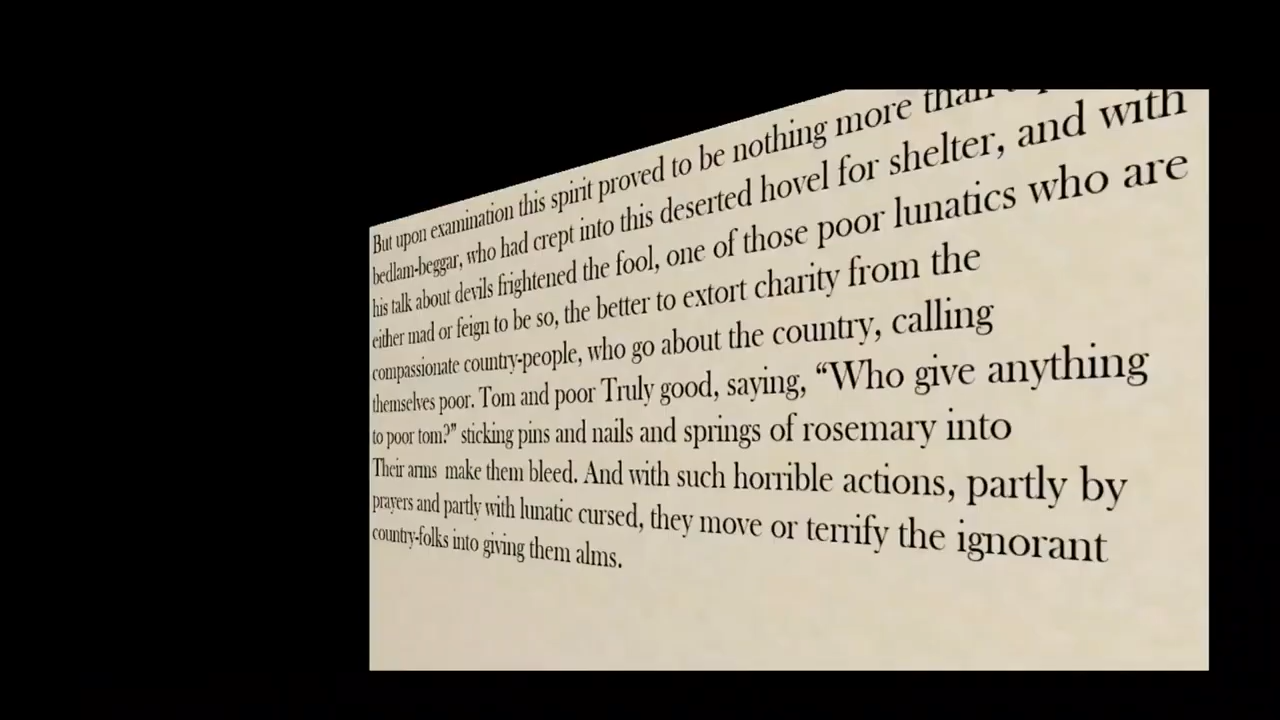 But upon examination this spirit proved to be nothing more than
bedlam-beggar, who had crept into this deserted hovel for shelter, and with
his talk about devils frightened the fool, one of those poor lunatics who are
either mad or feign to be so, the better to extort charity from the
compassionate country-people, who go about the country, calling
themselves poor. Tom and poor Truly good, saying, “Who give anything
to poor tom?” sticking pins and nails and springs of rosemary into
Their arms  make them bleed. And with such horrible actions, partly by
prayers and partly with lunatic cursed, they move or terrify the ignorant
country-folks into giving them alms.